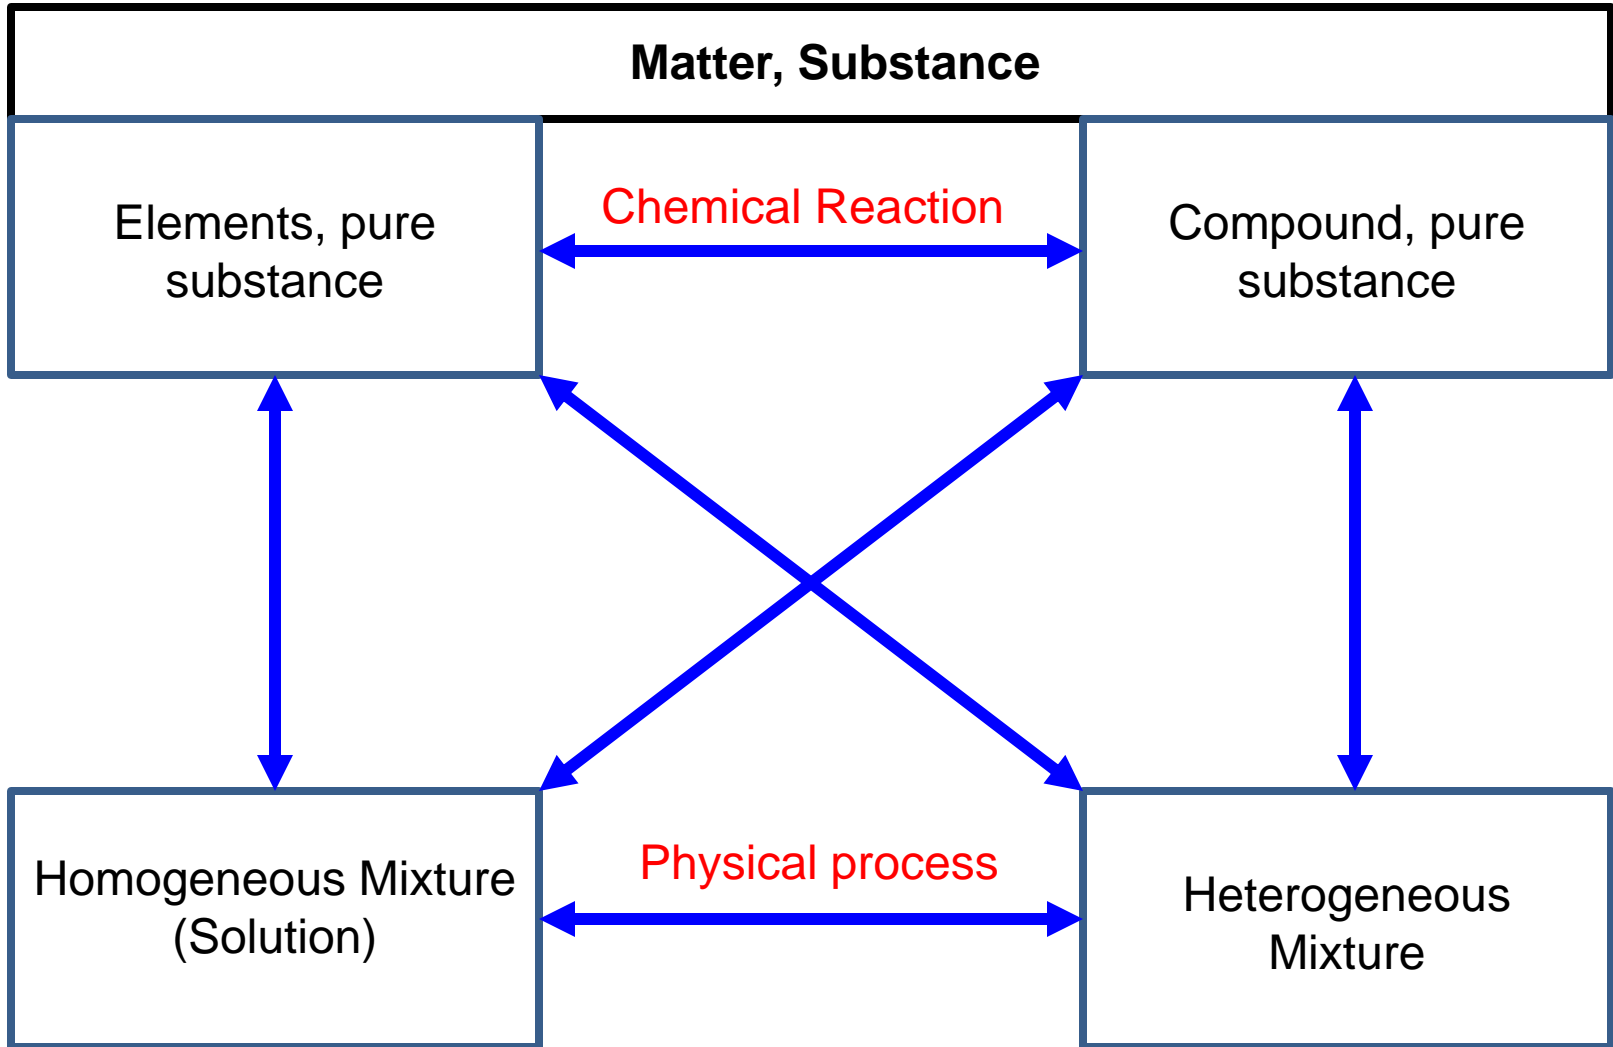 Matter, Substance
Elements, pure
substance
Chemical Reaction
Compound, pure
substance
Homogeneous Mixture
(Solution)
Physical process
Heterogeneous
Mixture